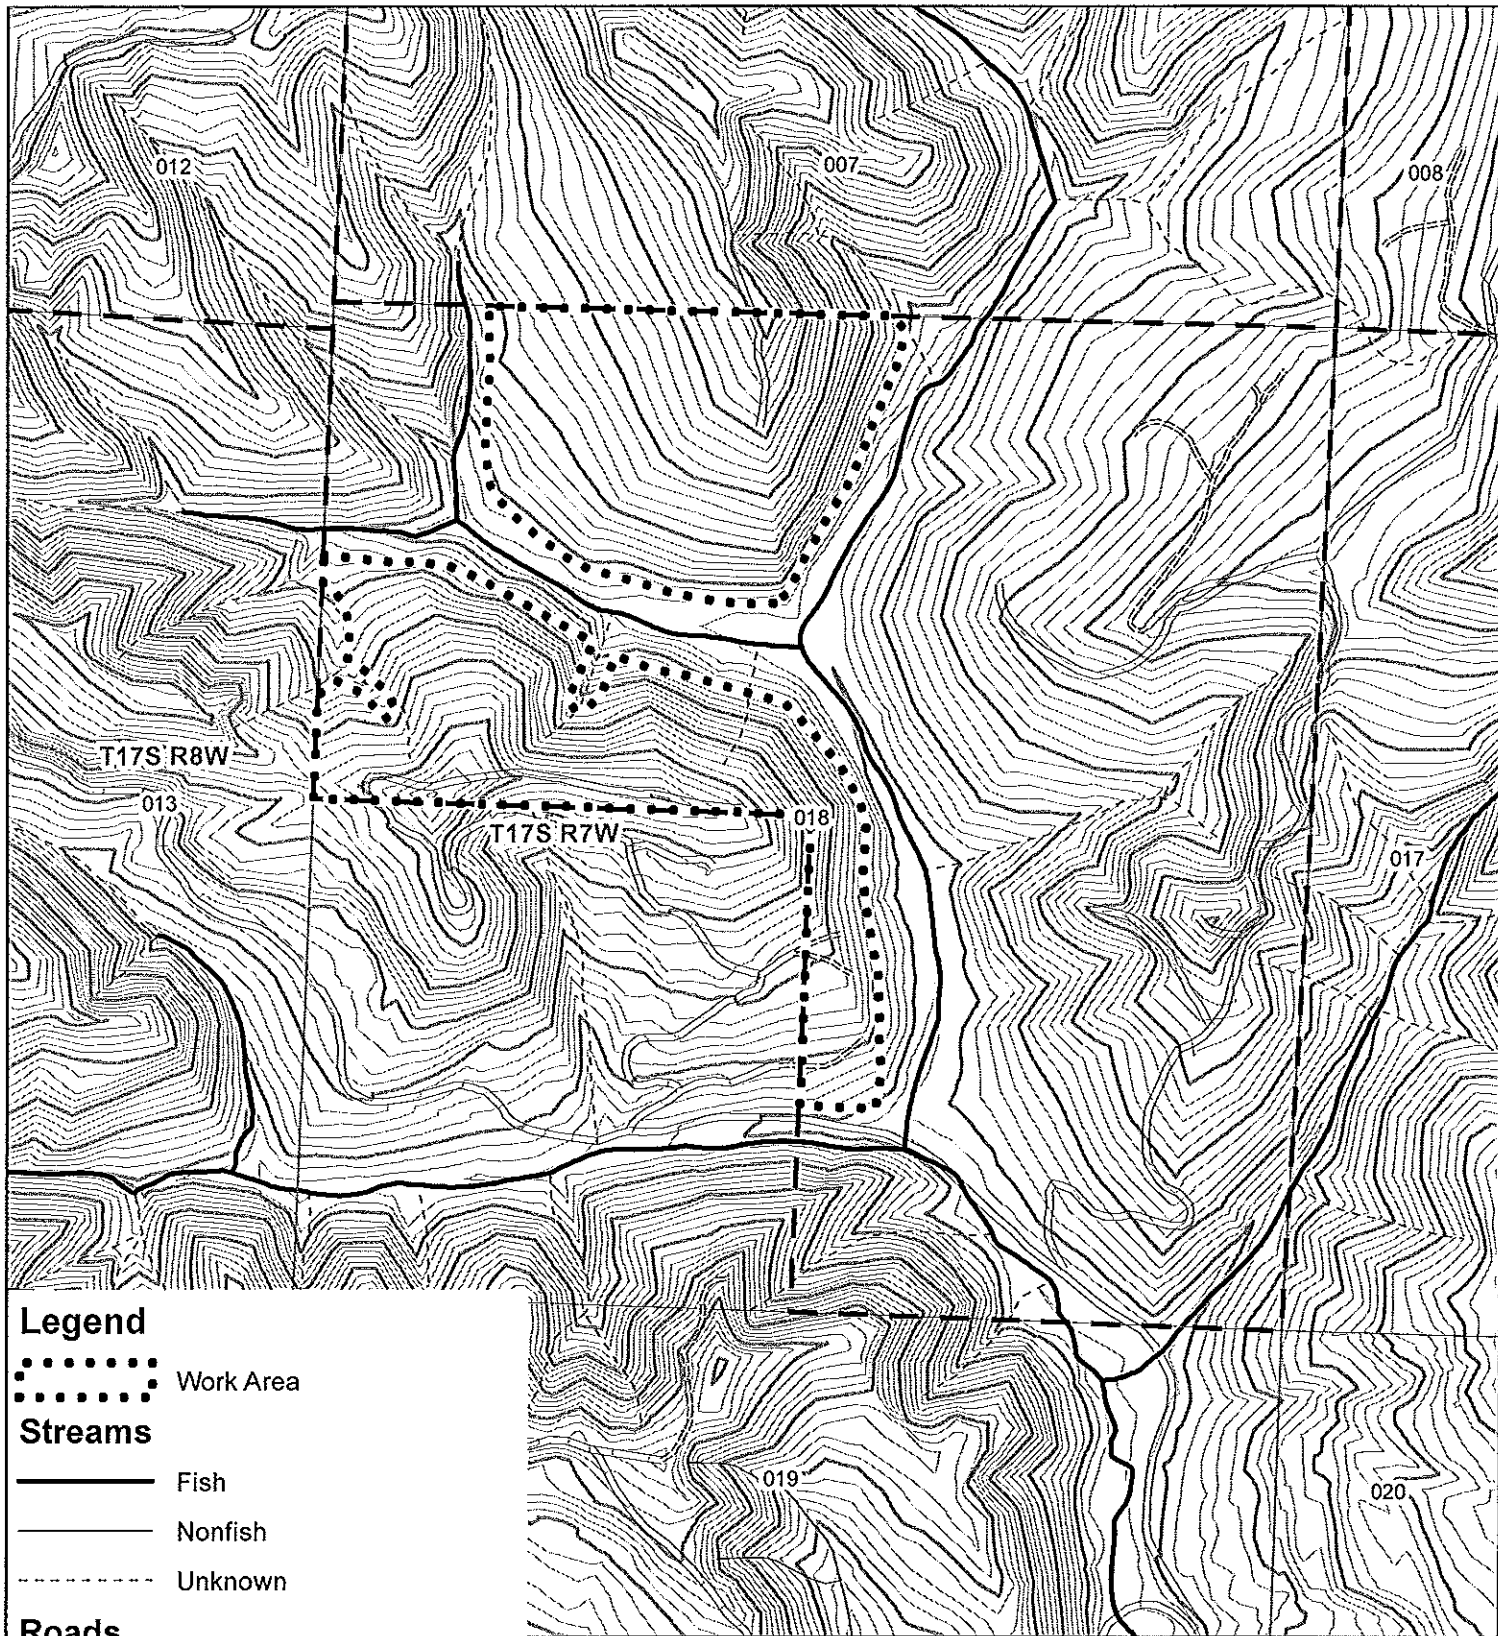 012
007
008
T17S R8W
013
T17S R7W
018
017
Legend
Work Area
Streams
Fish
Nonfish
Unknown
Roads
019
020